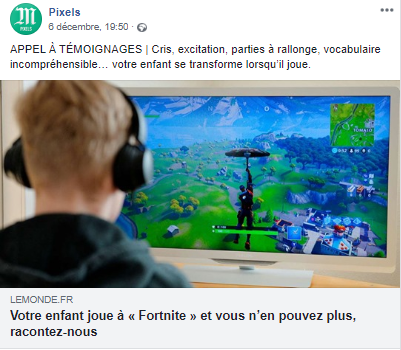 Pixels
6 décembre, 19:50 ·
APPEL À TÉMOIGNAGES | Cris, excitation, parties à rallonge, vocabulaire
incompréhensible… votre enfant se transforme lorsqu'il joue.
LEMONDE.FR
Votre enfant joue à « Fortnite » et vous n'en pouvez plus,
racontez-nous